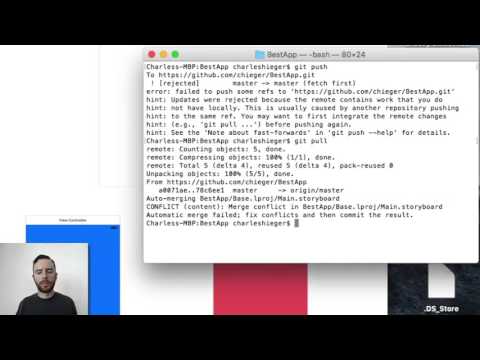 BestApp — -bash — 80×24
Charless-MBP:BestApp charleshieger$ git push
To https://github.com/chieger/BestApp.git
 ! [rejected]        master -> master (fetch first)
error: failed to push some refs to 'https://github.com/chieger/BestApp.git'
hint: Updates were rejected because the remote contains work that you do
hint: not have locally. This is usually caused by another repository pushing
hint: to the same ref. You may want to first integrate the remote changes
hint: (e.g., 'git pull ...') before pushing again.
hint: See the 'Note about fast-forwards' in 'git push --help' for details.
Charless-MBP:BestApp charleshieger$ git pull
remote: Counting objects: 5, done.
remote: Compressing objects: 100% (1/1), done.
remote: Total 5 (delta 4), reused 5 (delta 4), pack-reused 0
Unpacking objects: 100% (5/5), done.
From https://github.com/chieger/BestApp
   a0071ae..78c6ee1  master     -> origin/master
Auto-merging BestApp/Base.lproj/Main.storyboard
CONFLICT (content): Merge conflict in BestApp/Base.lproj/Main.storyboard
Automatic merge failed; fix conflicts and then commit the result.
Charless-MBP:BestApp charleshieger$
View Controller
.DS_Store